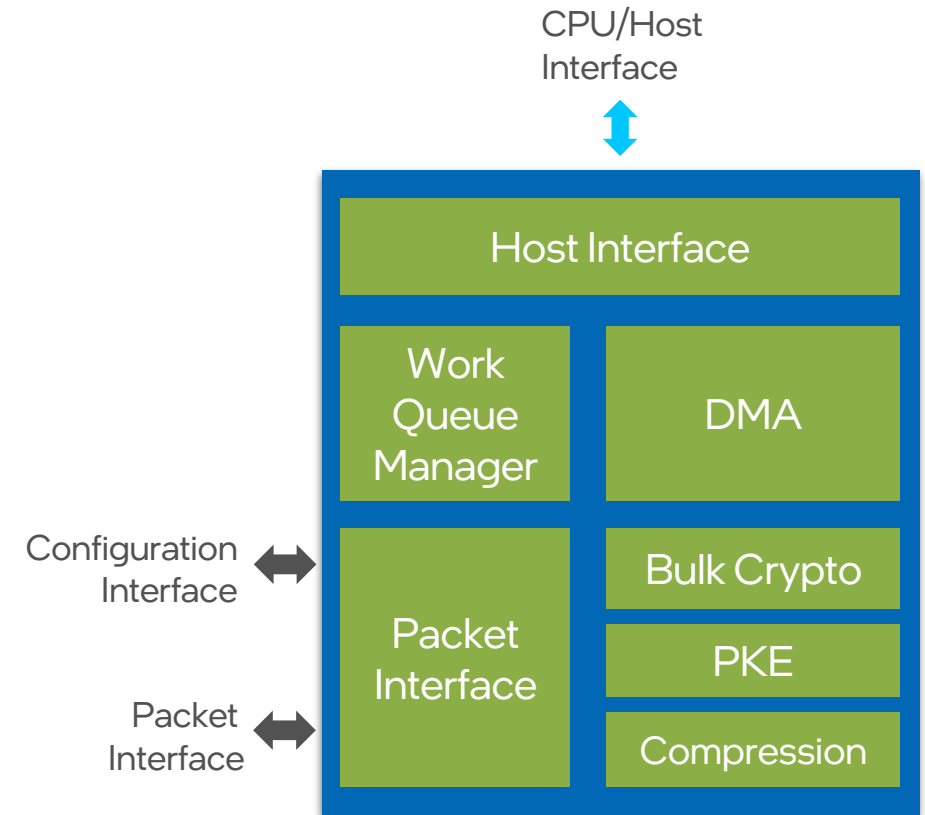 CPU/Host
Interface
Host Interface
Work
Queue
Manager
DMA
Configuration
Interface
Packet
Interface
Packet
Interface
Bulk Crypto
PKE
Compression